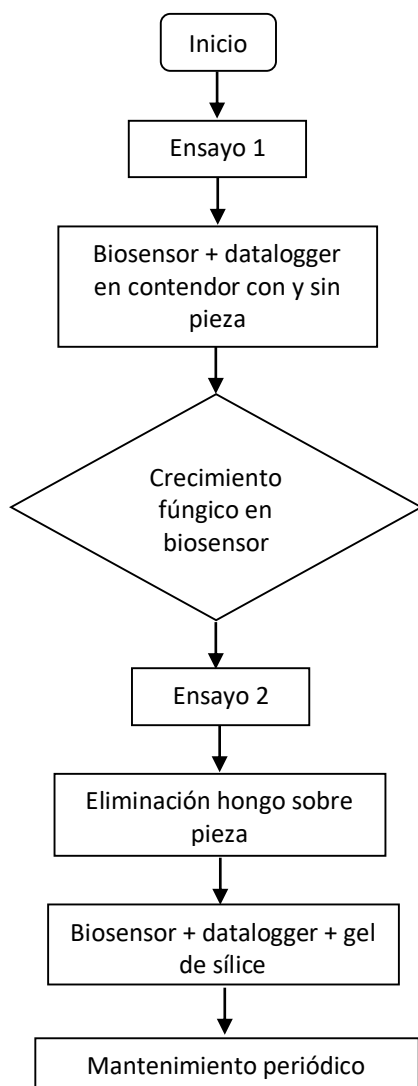 Inicio
Ensayo 1
Biosensor + datalogger
en contendor con y sin
pieza
Crecimiento
fúngico en
biosensor
Ensayo 2
Eliminación hongo sobre
pieza
Biosensor + datalogger + gel
de sílice
Mantenimiento periódico